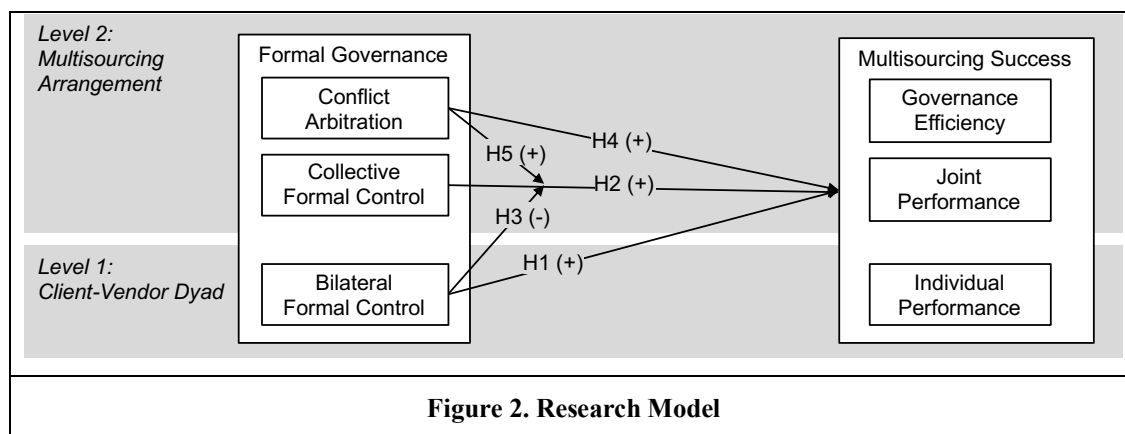 Level 2:
Multisourcing
Arrangement
Formal Governance
Conflict
Arbitration
Collective
Formal Control
Bilateral
Formal Control
H5 (+)
H4 (+)
H2 (+)
H3 (-)
H1 (+)
Multisourcing Success
Governance
Efficiency
Joint
Performance
Individual
Performance
Level 1:
Client-Vendor Dyad
Figure 2. Research Model